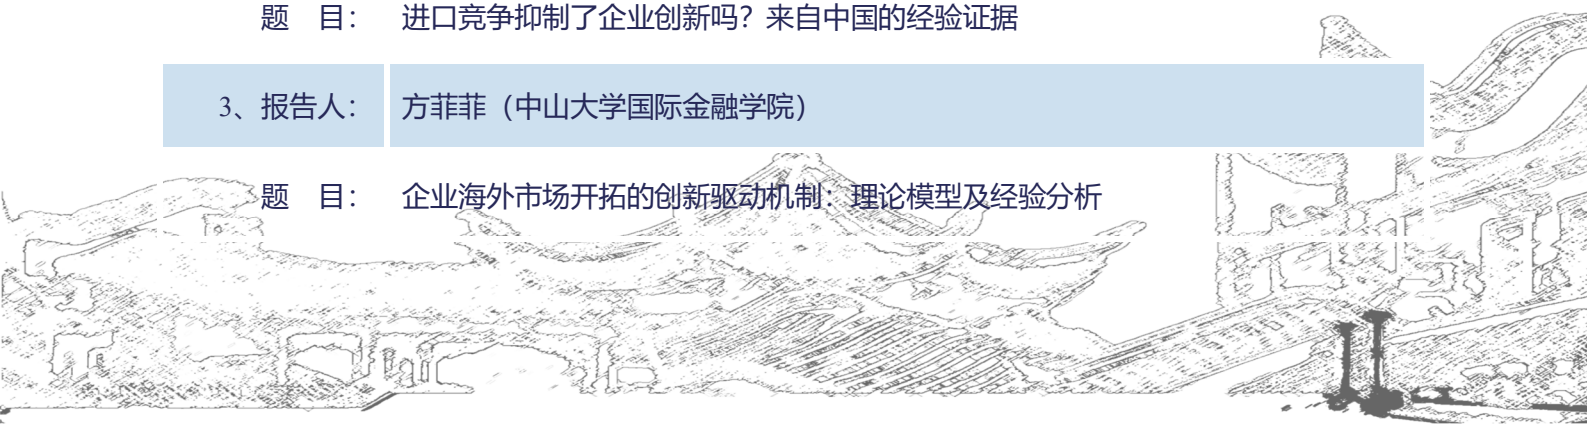 题 目： 进口竞争抑制了企业创新吗？来自中国的经验证据
3、报告人： 方菲菲（中山大学国际金融学院）
题 目： 企业海外市场开拓的创新驱动机制：理论模型及经验分析